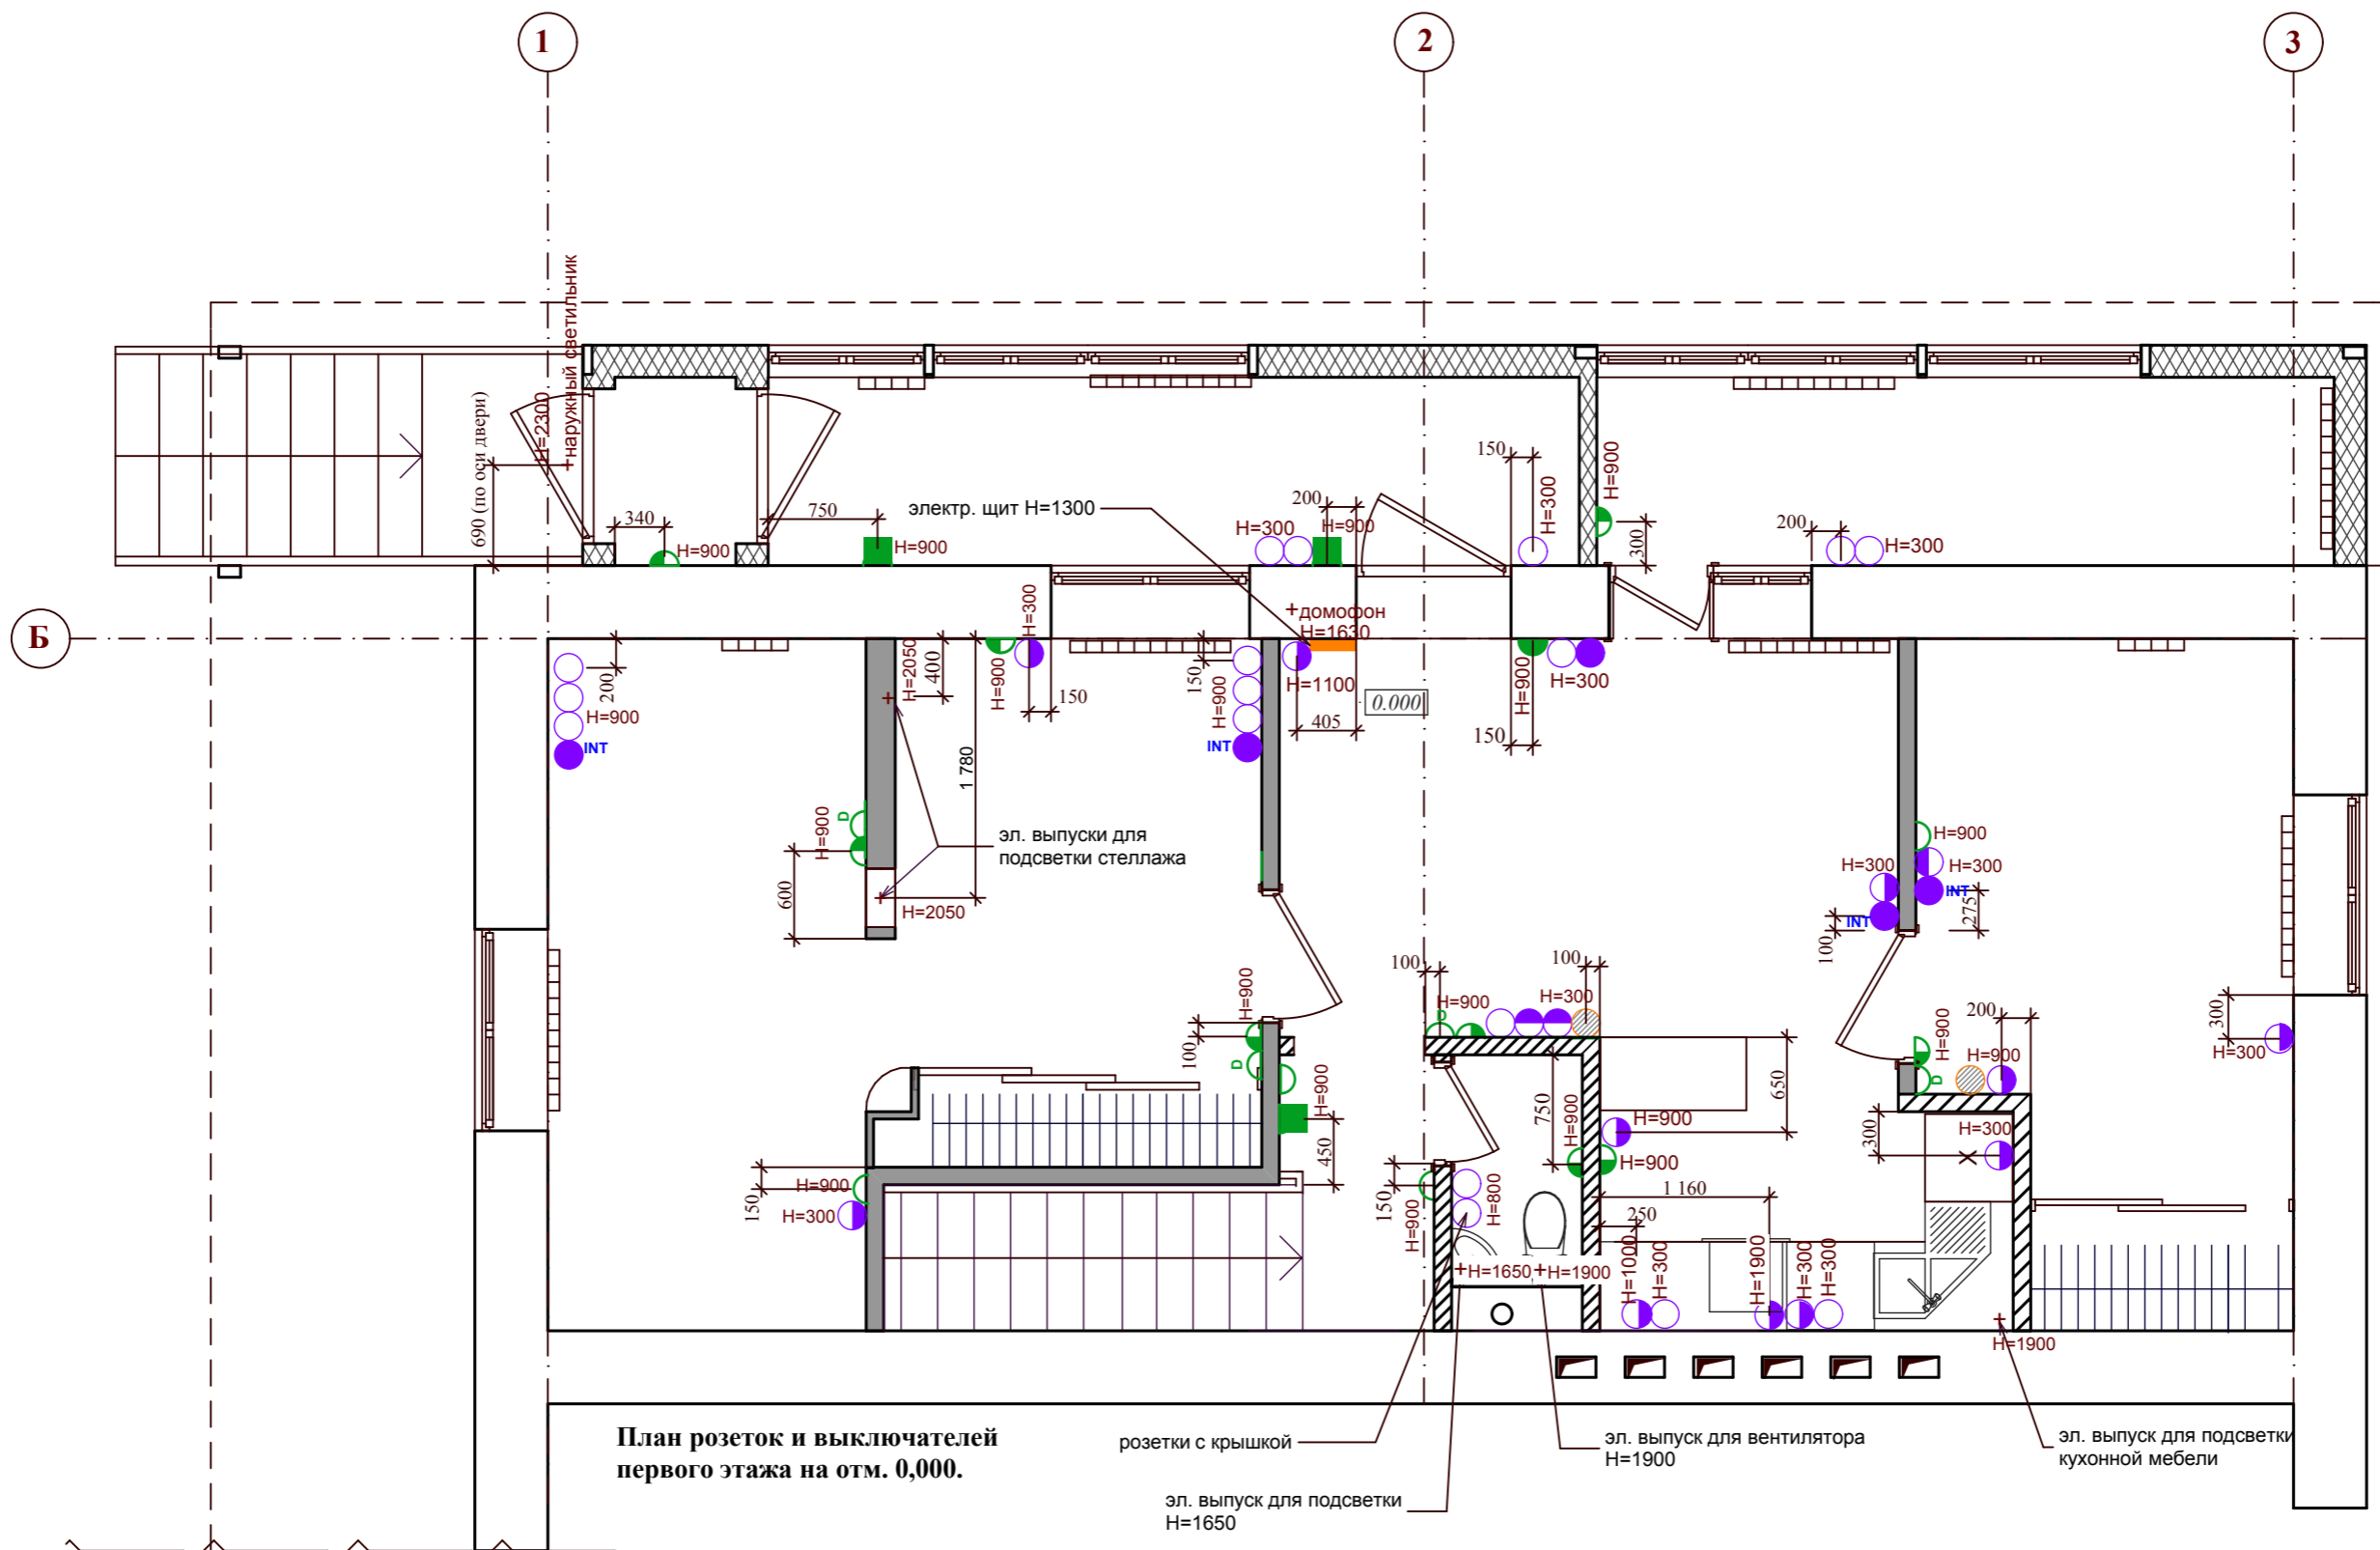 1
2
3
наружный светильник
H=2300
690 (по оси двери)
H=900
150
H=300
электр. щит H=1300
200
340
750
H=900
H=900
H=300
H=900
300
200
H=300
Б
+домофон
H=1630
H=300
H=2050
400
H=900
150
200
H=900
INT
150
H=900
INT
H=1100
405
0.000
H=900
150
H=300
1 780
H=900
D
600
эл. выпуски для
подсветки стеллажа
H=2050
H=900
H=300
H=300
INT
INT
275
100
100
H=900
D
H=300
100
H=900
100
D
H=900
450
300
H=300
H=900
D
H=900
200
650
750
H=900
H=900
H=900
300
H=300
150
H=900
H=300
150
H=900
H=800
1 160
250
+H=1650
+H=1900
H=1000
H=300
H=1900
H=300
H=300
H=1900
План розеток и выключателей
первого этажа на отм. 0,000.
розетки с крышкой
эл. выпуск для вентилятора
H=1900
эл. выпуск для подсветки
кухонной мебели
эл. выпуск для подсветки
H=1650